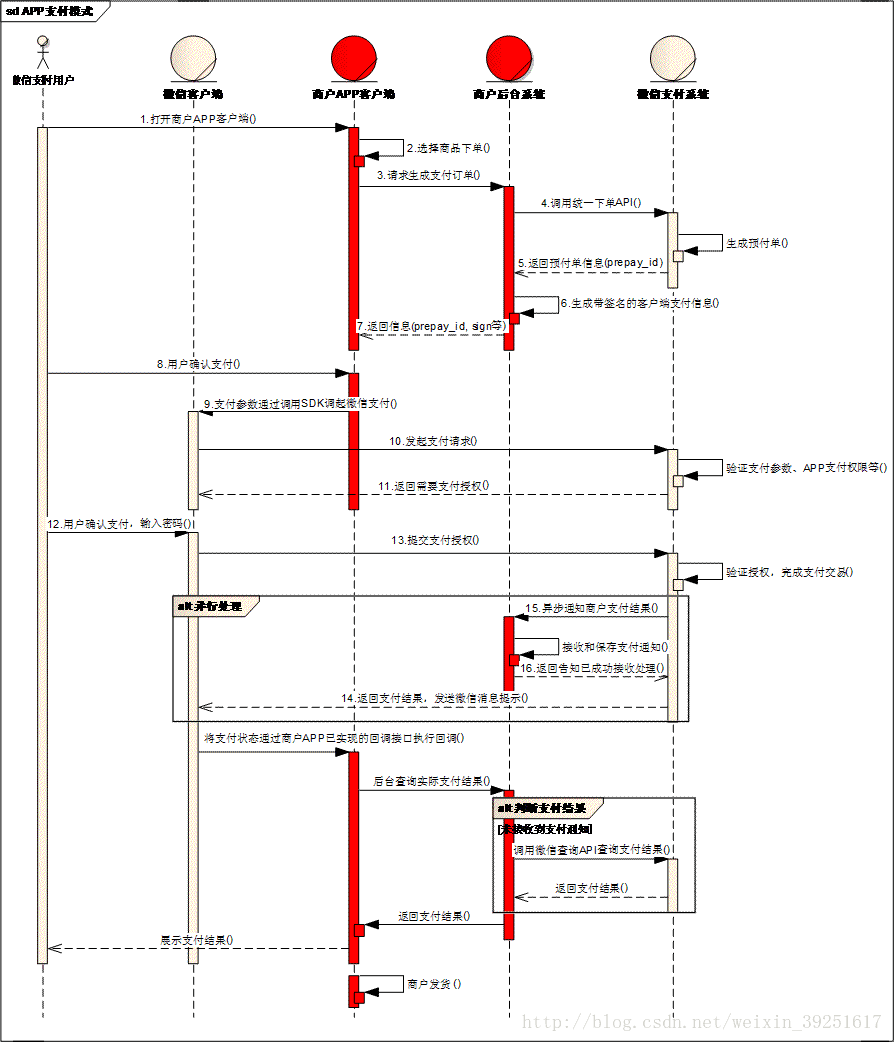 sd APP支付模式
微信支付用户
微信客户端
商户APP客户端
商户后台系统
微信支付系统
1.打开商户APP客户端()
2.选择商品下单()
3.请求生成支付订单()
4.调用统一下单API()
生成预付单()
5.返回预付单信息(prepay_id)
6.生成带签名的客户端支付信息()
7.返回信息(prepay_id, sign等)
8.用户确认支付()
9.支付参数通过调用SDK调起微信支付()
10.发起支付请求()
验证支付参数、APP支付权限等()
11.返回需要支付授权()
12.用户确认支付，输入密码()
13.提交支付授权()
验证授权，完成支付交易()
alt 并行处理
15.异步通知商户支付结果()
接收和保存支付通知()
16.返回告知已成功接收处理()
14.返回支付结果，发送微信消息提示()
将支付状态通过商户APP已实现的回调接口执行回调()
后台查询实际支付结果()
alt 判断支付结果
[未接收到支付通知]
调用微信查询API查询支付结果()
返回支付结果()
返回支付结果()
展示支付结果()
商户发货()
http://blog.csdn.net/weixin_39251617